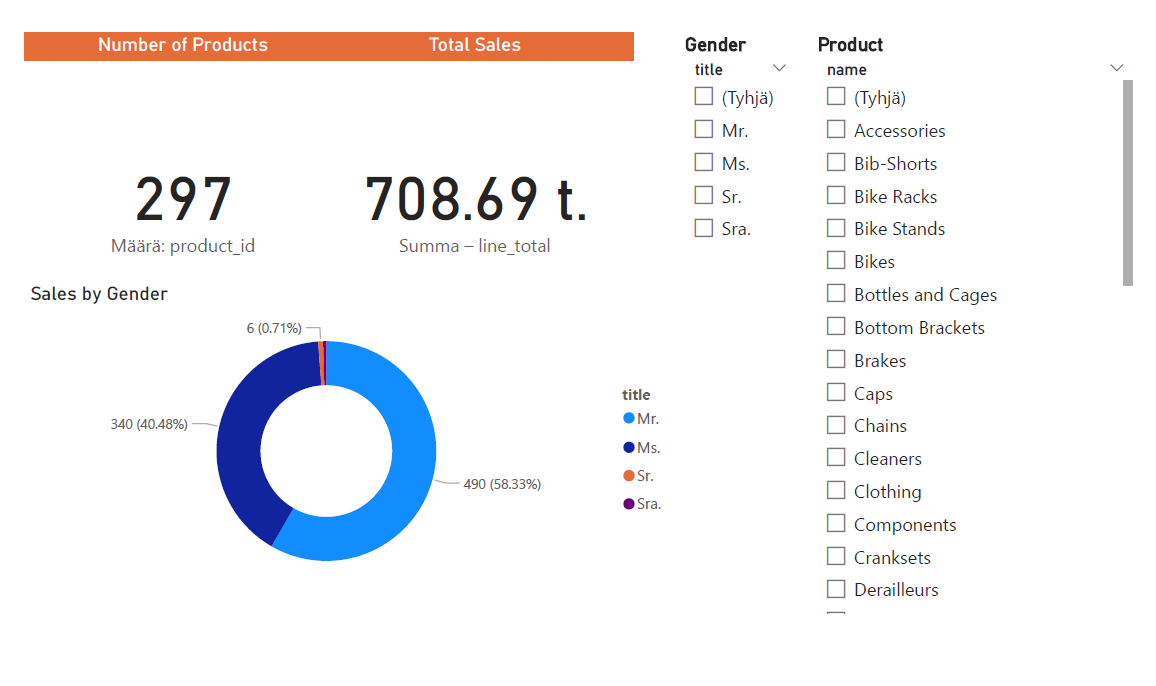 Number of Products
Total Sales
297
Määrä: product_id
708.69 t.
Summa – line_total
Sales by Gender
6 (0.71%)
340 (40.48%)
490 (58.33%)
title
Mr.
Ms.
Sr.
Sra.
Gender
title
(Tyhjä)
Mr.
Ms.
Sr.
Sra.
Product
name
(Tyhjä)
Accessories
Bib-Shorts
Bike Racks
Bike Stands
Bikes
Bottles and Cages
Bottom Brackets
Brakes
Caps
Chains
Cleaners
Clothing
Components
Cranksets
Derailleurs